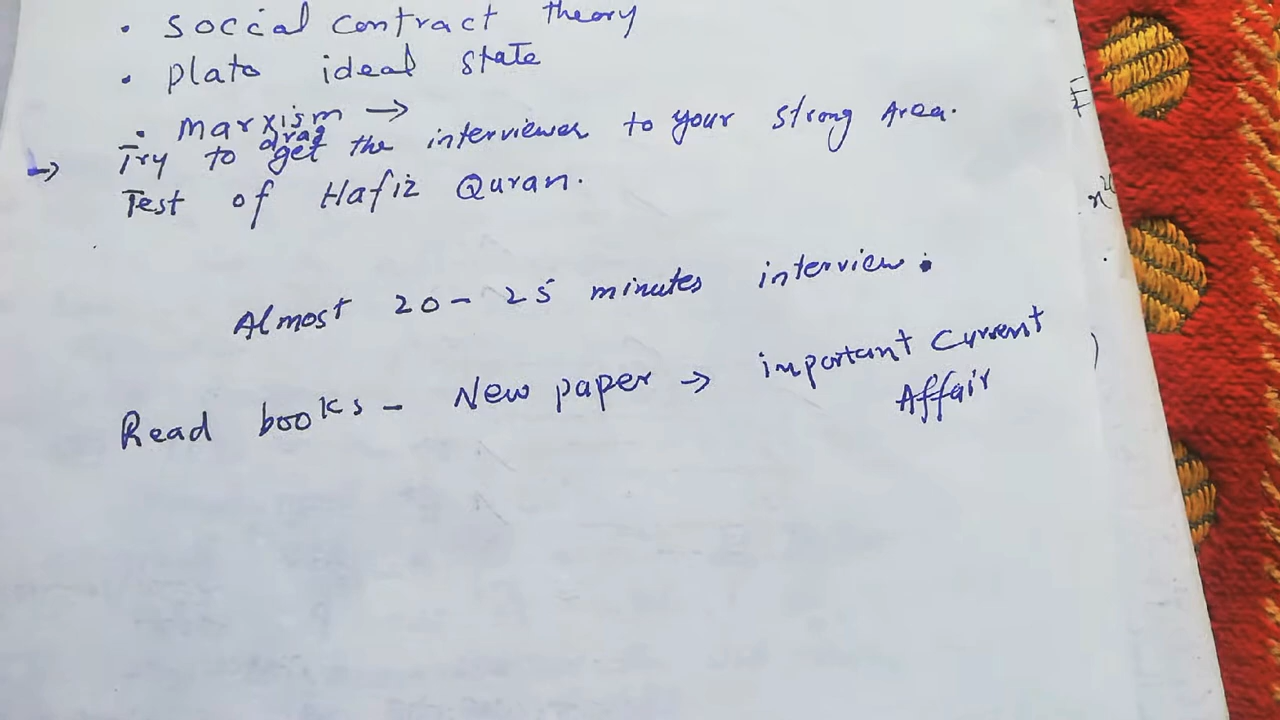 • Social contract theory
• plato ideal state
• Marxism →
→ Try to drag get the interviewer to your strong Area.
Test of Hafiz Quran.
Almost 20 - 25 minutes interview.
Read books - New paper → important Current
Affair